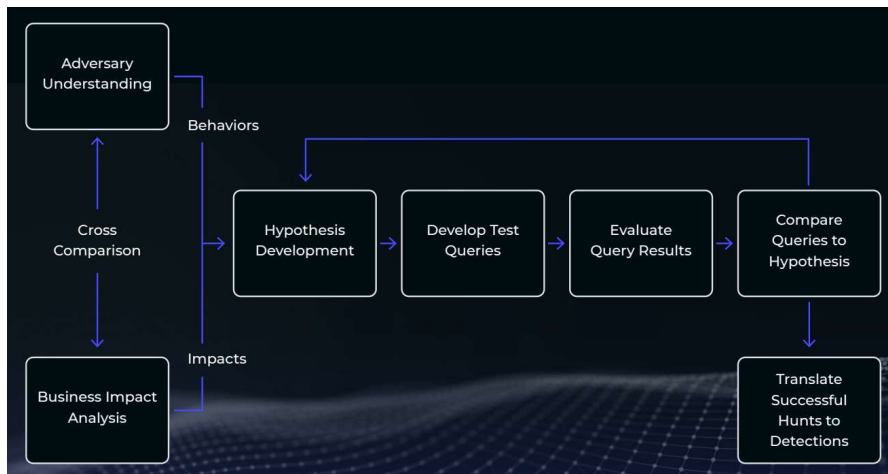 Adversary
Understanding
Behaviors
Cross
Comparison
Hypothesis
Development
Develop Test
Queries
Evaluate
Query Results
Compare
Queries to
Hypothesis
Impacts
Business Impact
Analysis
Translate
Successful
Hunts to
Detections